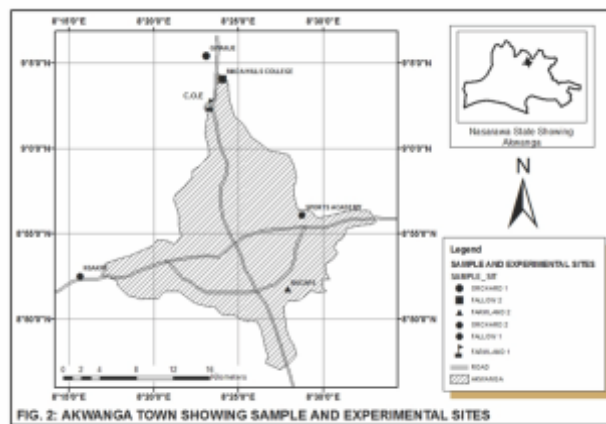 8°15'0"E 8°20'0"E 8°25'0"E 8°30'0"E
9°5'0"N 9°5'0"N
C.O.E
9°0'0"N 9°0'0"N
SPORTS ACADEMY
8°55'0"N 8°55'0"N
8°50'0"N 8°50'0"N
0 2 4 8 12 16
Kilometers
8°15'0"E 8°20'0"E 8°25'0"E 8°30'0"E
Nasarawa State Showing
Akwanga
N
Legend
SAMPLE AND EXPERIMENTAL SITES
SAMPLE_SIT
ORCHARD 1
FALLOW 2
FARMLAND 2
ORCHARD 2
FALLOW 1
FARMLAND 1
ROAD
AKWANGA
FIG. 2: AKWANGA TOWN SHOWING SAMPLE AND EXPERIMENTAL SITES